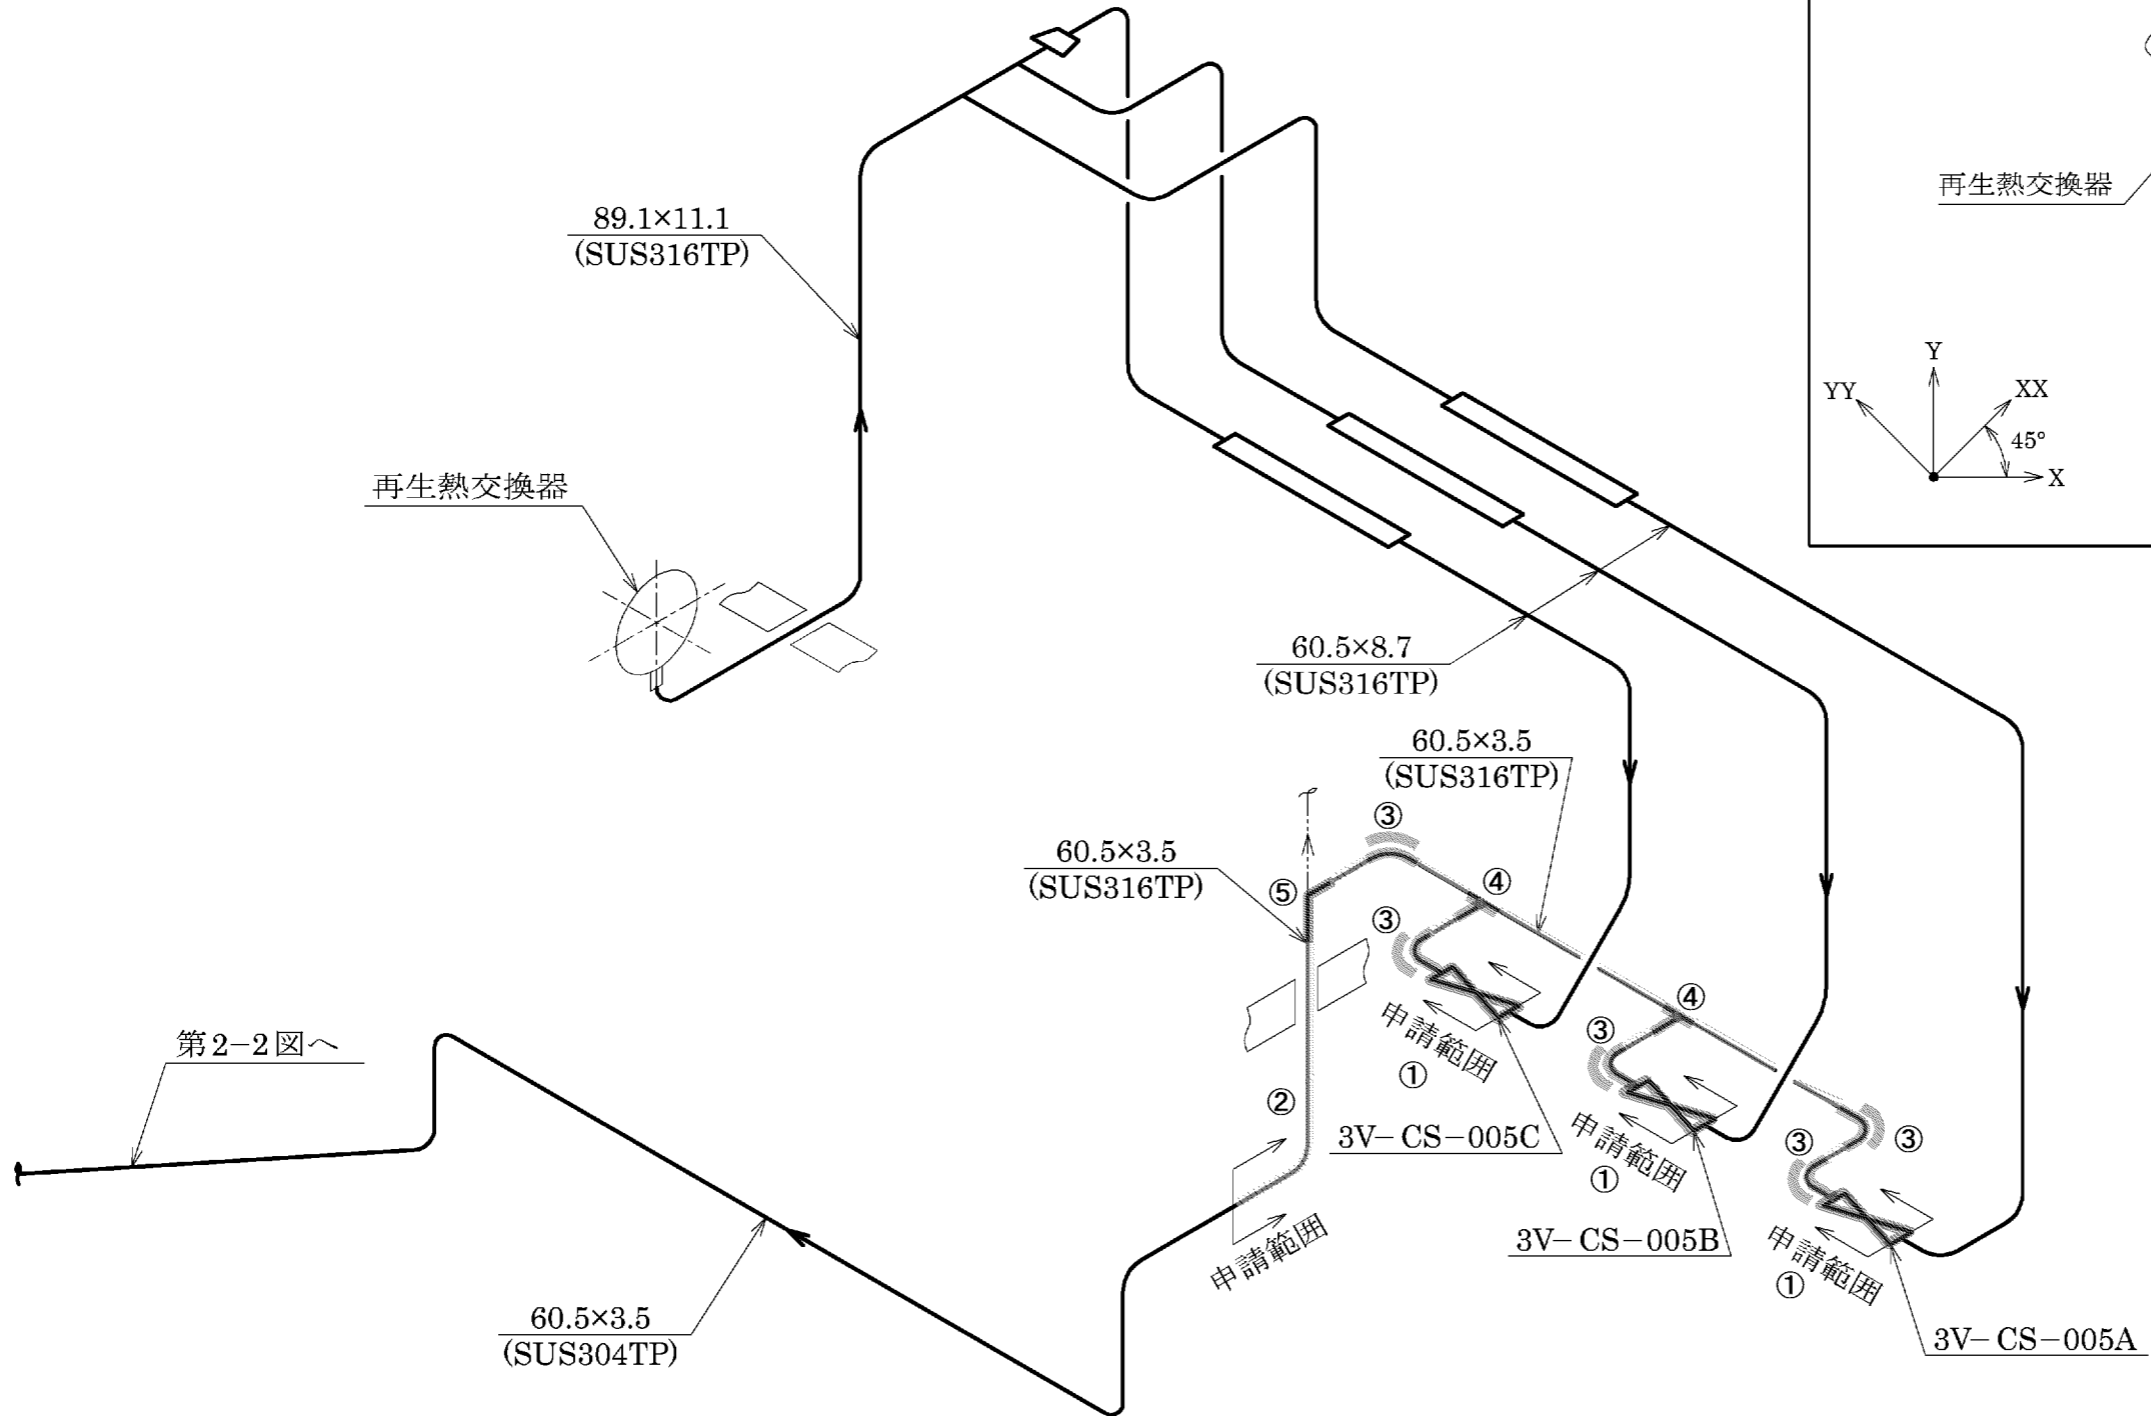 89.1×11.1
(SUS316TP)
再生熱交換器
再生熱交換器
Y
YY
XX
45°
X
60.5×8.7
(SUS316TP)
60.5×3.5
(SUS316TP)
60.5×3.5
(SUS316TP)
③
④
⑤
③
④
③
②
③
③
申請範囲
①
3V−CS−005C
申請範囲
①
3V−CS−005B
申請範囲
①
3V−CS−005A
第2−2図へ
申請範囲
60.5×3.5
(SUS304TP)